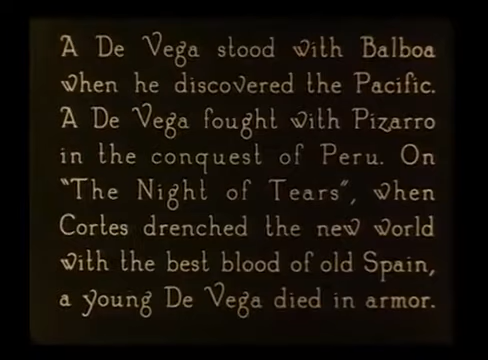 A De Vega stood with Balboa
when he discovered the Pacific.
A De Vega fought with Pizarro
in the conquest of Peru. On
"The Night of Tears", when
Cortes drenched the new world
with the best blood of old Spain,
a young De Vega died in armor.